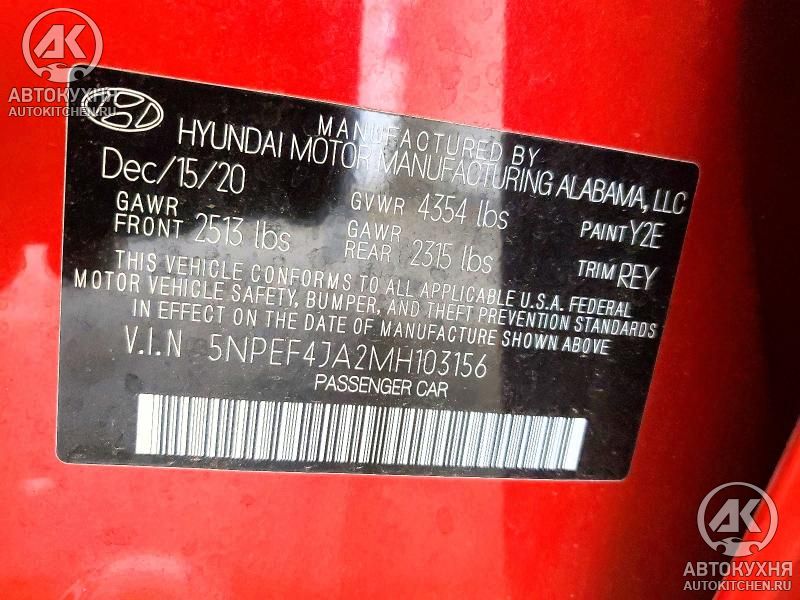 AK
АВТОКУХНЯ
AUTOKITCHEN.RU
MANUFACTURED BY
HYUNDAI MOTOR MANUFACTURING ALABAMA, LLC
Dec/15/20 GVWR 4354 lbs PAINT Y2E
GAWR FRONT 2513 lbs GAWR REAR 2315 lbs TRIM REY
THIS VEHICLE CONFORMS TO ALL APPLICABLE U.S.A. FEDERAL
MOTOR VEHICLE SAFETY, BUMPER, AND THEFT PREVENTION STANDARDS
IN EFFECT ON THE DATE OF MANUFACTURE SHOWN ABOVE
V.I.N 5NPEF4JA2MH103156
PASSENGER CAR
AK
АВТОКУХНЯ
AUTOKITCHEN.RU